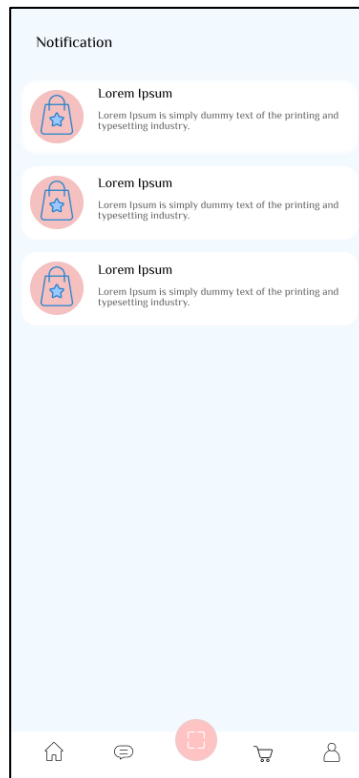 Notification
Lorem Ipsum
Lorem Ipsum is simply dummy text of the printing and
typesetting industry.
Lorem Ipsum
Lorem Ipsum is simply dummy text of the printing and
typesetting industry.
Lorem Ipsum
Lorem Ipsum is simply dummy text of the printing and
typesetting industry.